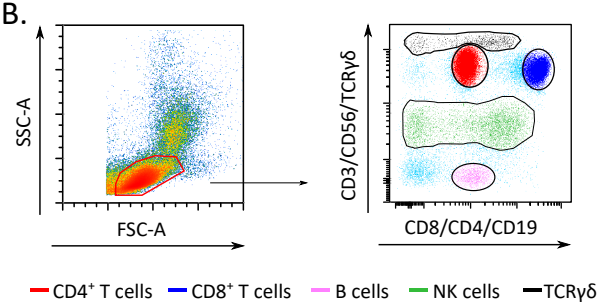 B.
SSC-A
FSC-A
CD3/CD56/TCRγδ
CD8/CD4/CD19
CD4⁺ T cells
CD8⁺ T cells
B cells
NK cells
TCRγδ